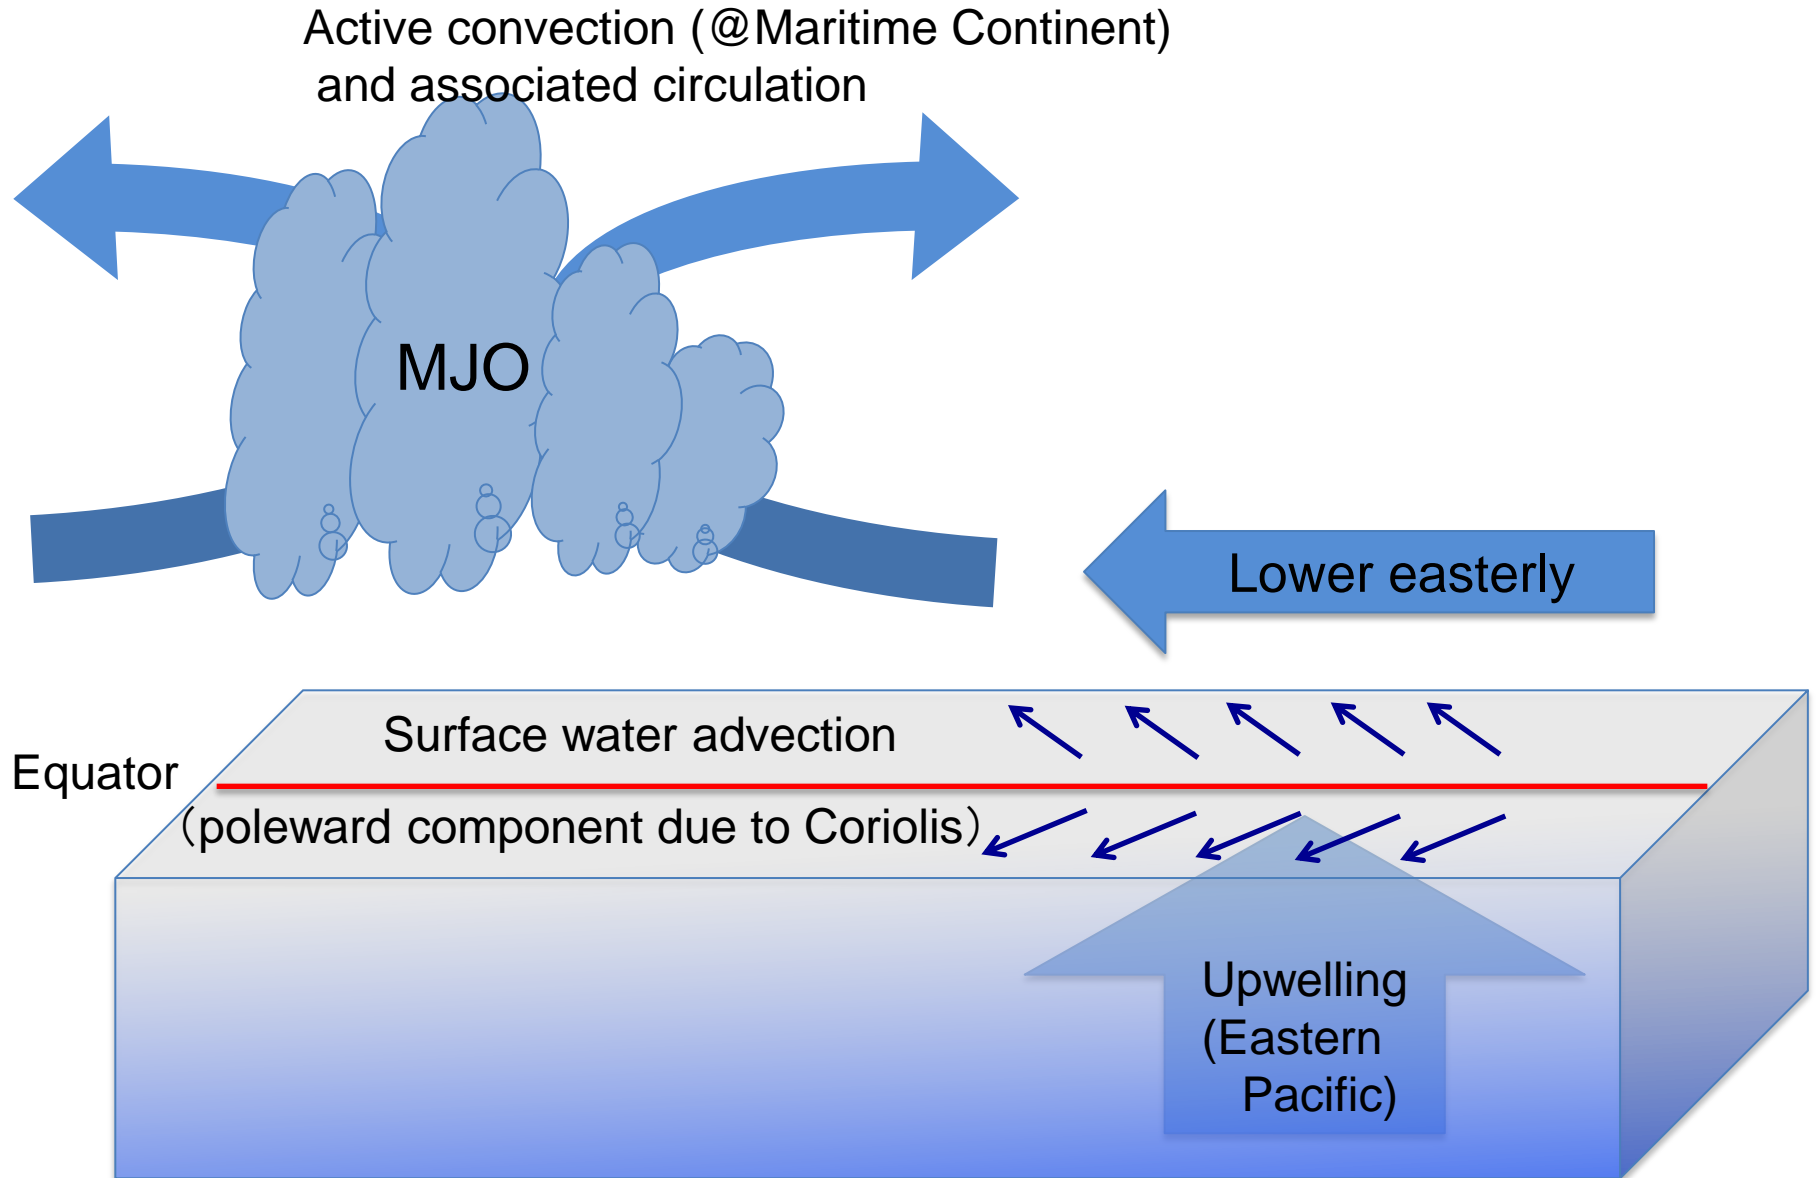 Active convection (@Maritime Continent)
and associated circulation
MJO
Lower easterly
Surface water advection
Equator
（poleward component due to Coriolis）
Upwelling
(Eastern
Pacific)